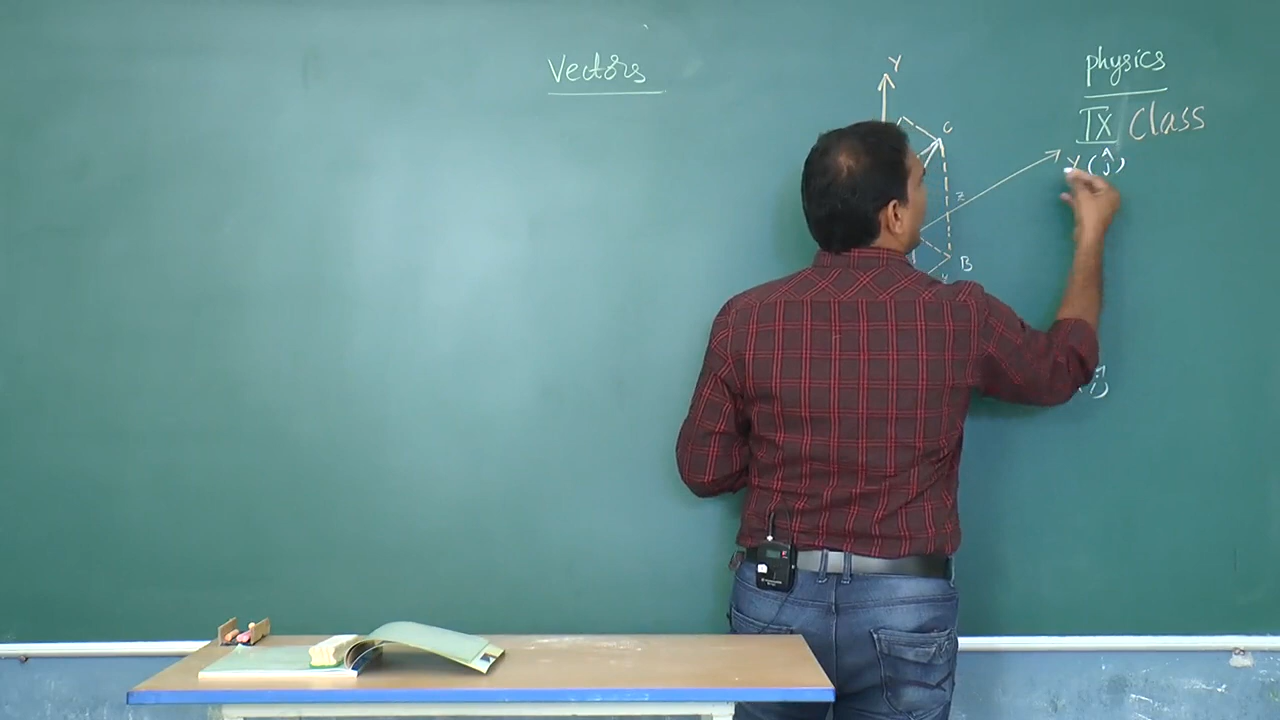 Vectors
physics
IX Class
Y
C
Y (ĵ)
z
B
y
(î)